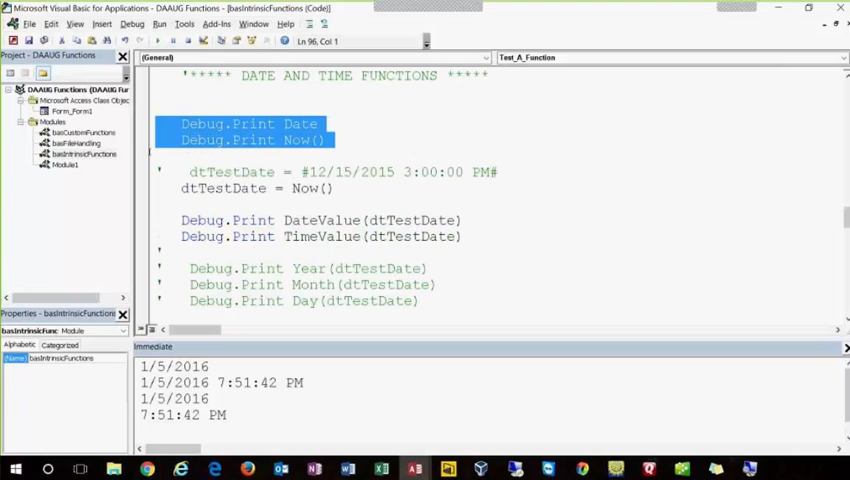 Microsoft Visual Basic for Applications - DAAUG Functions - [basIntrinsicFunctions (Code)]
File Edit View Insert Debug Run Tools Add-Ins Window Help
Ln 96, Col 1
Project - DAAUG Functions
(General)
Test_A_Function
DAAUG Functions (DAAUG Fur
Microsoft Access Class Objec
Form_Form1
Modules
basCustomFunctions
basFileHandling
basIntrinsicFunctions
Module1
'***** DATE AND TIME FUNCTIONS *****
Debug.Print Date
Debug.Print Now()
' dtTestDate = #12/15/2015 3:00:00 PM#
dtTestDate = Now()
Debug.Print DateValue(dtTestDate)
Debug.Print TimeValue(dtTestDate)
'
' Debug.Print Year(dtTestDate)
' Debug.Print Month(dtTestDate)
' Debug.Print Day(dtTestDate)
Properties - basIntrinsicFunctions
basIntrinsicFunc Module
Alphabetic Categorized
(Name) basIntrinsicFunctions
Immediate
1/5/2016
1/5/2016 7:51:42 PM
1/5/2016
7:51:42 PM